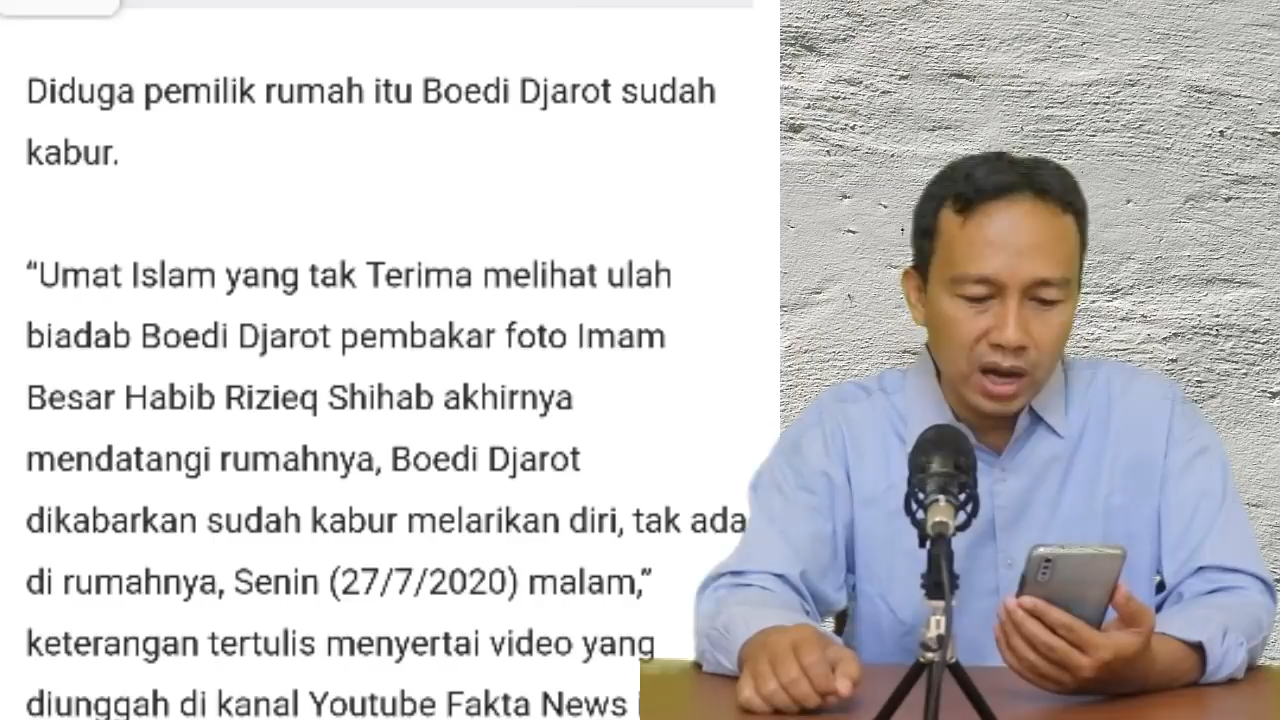 Diduga pemilik rumah itu Boedi Djarot sudah
kabur.
“Umat Islam yang tak Terima melihat ulah
biadab Boedi Djarot pembakar foto Imam
Besar Habib Rizieq Shihab akhirnya
mendatangi rumahnya, Boedi Djarot
dikabarkan sudah kabur melarikan diri, tak ada
di rumahnya, Senin (27/7/2020) malam,”
keterangan tertulis menyertai video yang
diunggah di kanal Youtube Fakta News